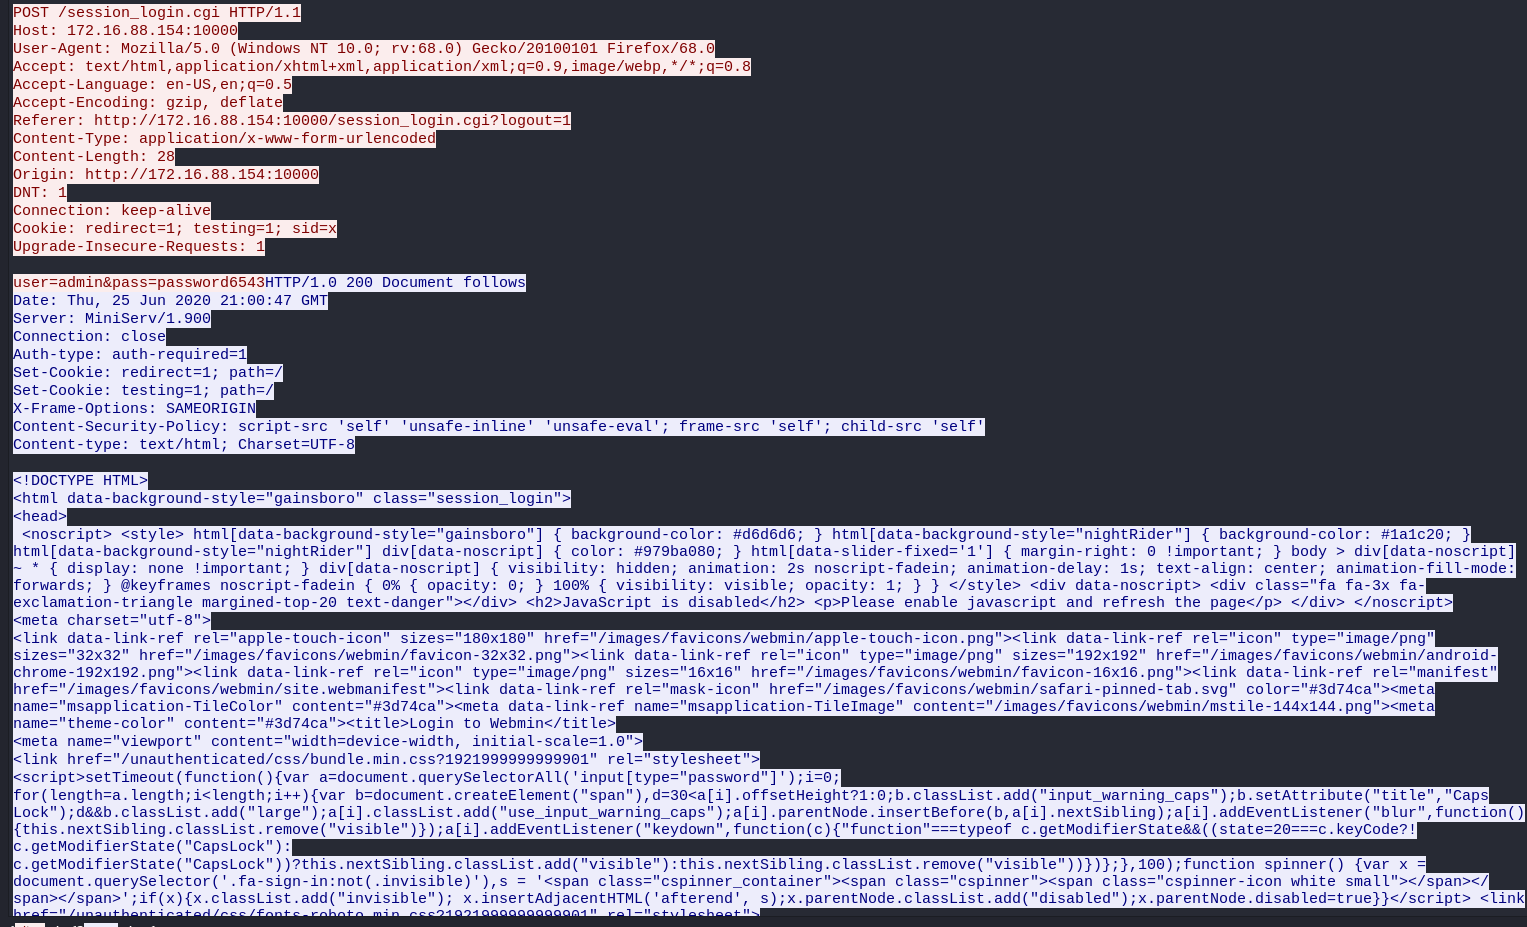 POST /session_login.cgi HTTP/1.1
Host: 172.16.88.154:10000
User-Agent: Mozilla/5.0 (Windows NT 10.0; rv:68.0) Gecko/20100101 Firefox/68.0
Accept: text/html,application/xhtml+xml,application/xml;q=0.9,image/webp,*/*;q=0.8
Accept-Language: en-US,en;q=0.5
Accept-Encoding: gzip, deflate
Referer: http://172.16.88.154:10000/session_login.cgi?logout=1
Content-Type: application/x-www-form-urlencoded
Content-Length: 28
Origin: http://172.16.88.154:10000
DNT: 1
Connection: keep-alive
Cookie: redirect=1; testing=1; sid=x
Upgrade-Insecure-Requests: 1

user=admin&pass=password6543HTTP/1.0 200 Document follows
Date: Thu, 25 Jun 2020 21:00:47 GMT
Server: MiniServ/1.900
Connection: close
Auth-type: auth-required=1
Set-Cookie: redirect=1; path=/
Set-Cookie: testing=1; path=/
X-Frame-Options: SAMEORIGIN
Content-Security-Policy: script-src 'self' 'unsafe-inline' 'unsafe-eval'; frame-src 'self'; child-src 'self'
Content-type: text/html; Charset=UTF-8

<!DOCTYPE HTML>
<html data-background-style="gainsboro" class="session_login">
<head>
 <noscript> <style> html[data-background-style="gainsboro"] { background-color: #d6d6d6; } html[data-background-style="nightRider"] { background-color: #1a1c20; }
html[data-background-style="nightRider"] div[data-noscript] { color: #979ba080; } html[data-slider-fixed='1'] { margin-right: 0 !important; } body > div[data-noscript]
~ * { display: none !important; } div[data-noscript] { visibility: hidden; animation: 2s noscript-fadein; animation-delay: 1s; text-align: center; animation-fill-mode:
forwards; } @keyframes noscript-fadein { 0% { opacity: 0; } 100% { visibility: visible; opacity: 1; } } </style> <div data-noscript> <div class="fa fa-3x fa-
exclamation-triangle margined-top-20 text-danger"></div> <h2>JavaScript is disabled</h2> <p>Please enable javascript and refresh the page</p> </div> </noscript>
<meta charset="utf-8">
<link data-link-ref rel="apple-touch-icon" sizes="180x180" href="/images/favicons/webmin/apple-touch-icon.png"><link data-link-ref rel="icon" type="image/png"
sizes="32x32" href="/images/favicons/webmin/favicon-32x32.png"><link data-link-ref rel="icon" type="image/png" sizes="192x192" href="/images/favicons/webmin/android-
chrome-192x192.png"><link data-link-ref rel="icon" type="image/png" sizes="16x16" href="/images/favicons/webmin/favicon-16x16.png"><link data-link-ref rel="manifest"
href="/images/favicons/webmin/site.webmanifest"><link data-link-ref rel="mask-icon" href="/images/favicons/webmin/safari-pinned-tab.svg" color="#3d74ca"><meta
name="msapplication-TileColor" content="#3d74ca"><meta data-link-ref name="msapplication-TileImage" content="/images/favicons/webmin/mstile-144x144.png"><meta
name="theme-color" content="#3d74ca"><title>Login to Webmin</title>
<meta name="viewport" content="width=device-width, initial-scale=1.0">
<link href="/unauthenticated/css/bundle.min.css?1921999999999901" rel="stylesheet">
<script>setTimeout(function(){var a=document.querySelectorAll('input[type="password"]');i=0;
for(length=a.length;i<length;i++){var b=document.createElement("span"),d=30<a[i].offsetHeight?1:0;b.classList.add("input_warning_caps");b.setAttribute("title","Caps
Lock");d&&b.classList.add("large");a[i].classList.add("use_input_warning_caps");a[i].parentNode.insertBefore(b,a[i].nextSibling);a[i].addEventListener("blur",function()
{this.nextSibling.classList.remove("visible")});a[i].addEventListener("keydown",function(c){"function"===typeof c.getModifierState&&((state=20===c.keyCode?!
c.getModifierState("CapsLock"):
c.getModifierState("CapsLock"))?this.nextSibling.classList.add("visible"):this.nextSibling.classList.remove("visible"))})};},100);function spinner() {var x =
document.querySelector('.fa-sign-in:not(.invisible)'),s = '<span class="cspinner_container"><span class="cspinner"><span class="cspinner-icon white small"></span></
span></span>';if(x){x.classList.add("invisible"); x.insertAdjacentHTML('afterend', s);x.parentNode.classList.add("disabled");x.parentNode.disabled=true}}</script> <link
href="/unauthenticated/css/fonts-roboto.min.css?1921999999999901" rel="stylesheet">